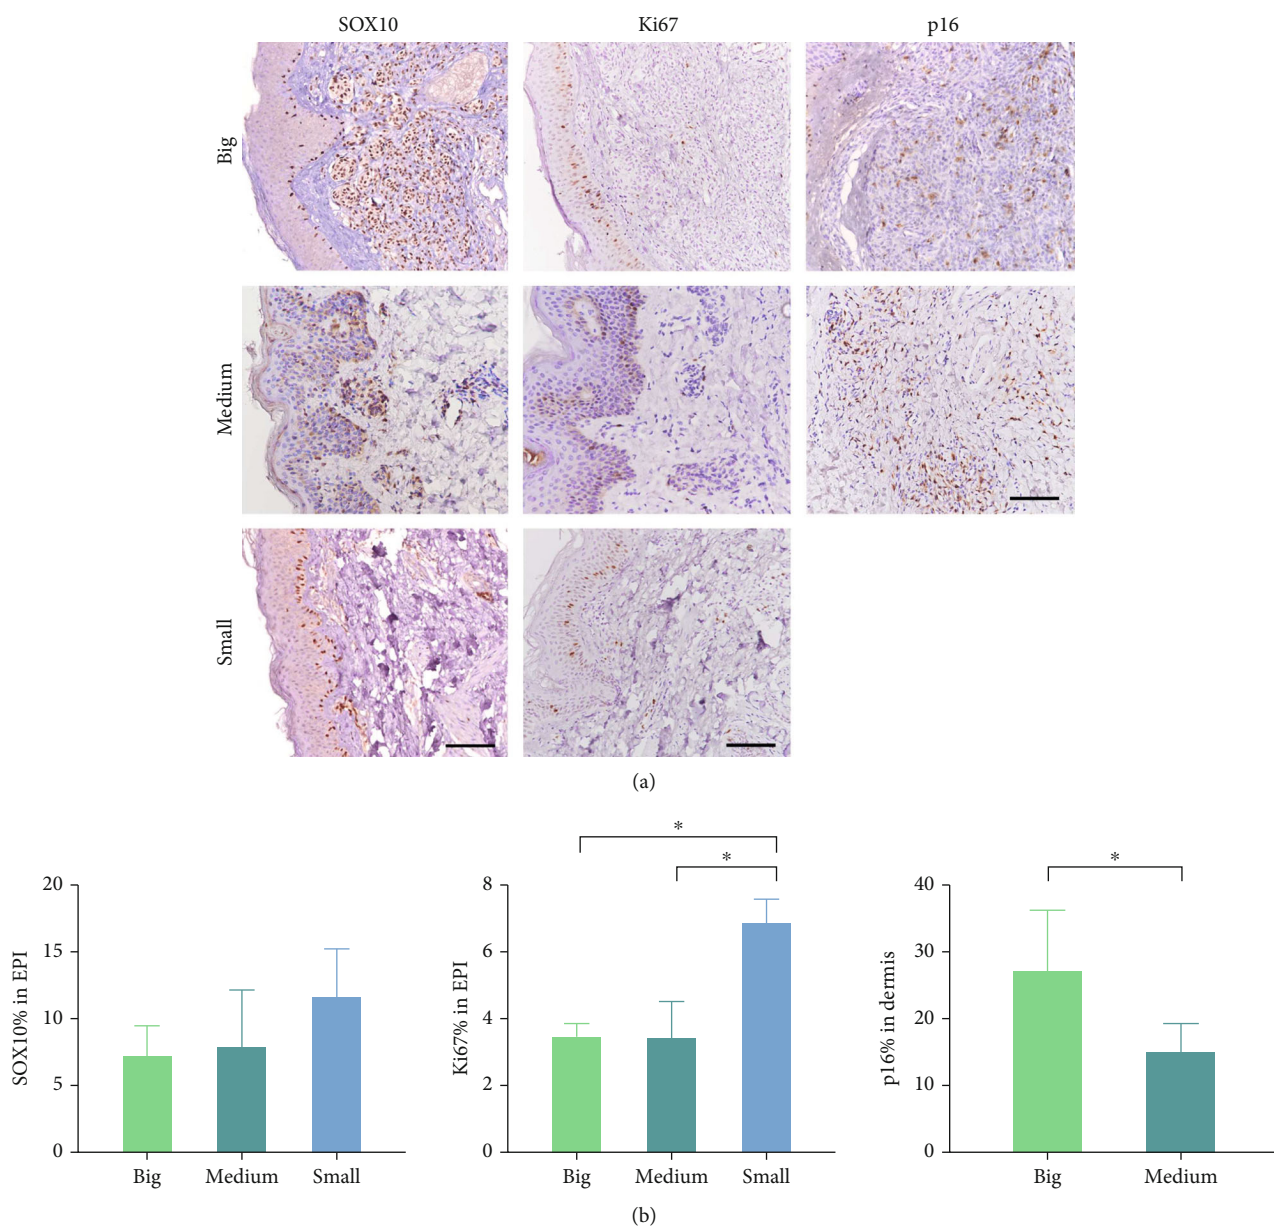 SOX10
Ki67
p16
Big
Medium
Small
(a)
SOX10% in EPI
20
15
10
5
0
Big
Medium
Small
Ki67% in EPI
8
6
4
2
0
*
*
Big
Medium
Small
p16% in dermis
40
30
20
10
0
*
Big
Medium
(b)